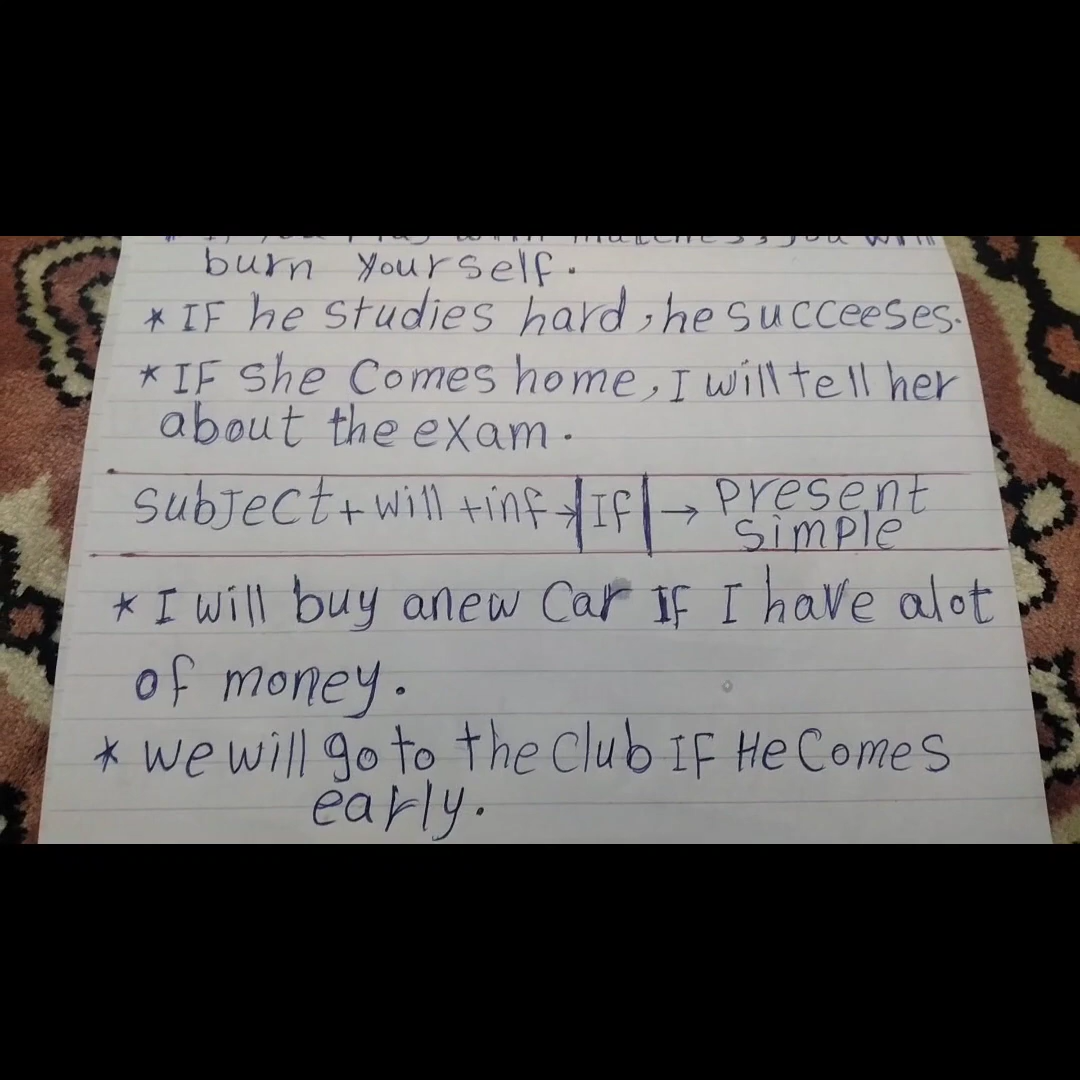 burn yourself.
* IF he studies hard, he succeeses.
* IF she comes home, I will tell her
about the exam.
subject + will + inf → | If | → present
simple
* I will buy anew car IF I have alot
of money.
* we will go to the club IF He comes
early.